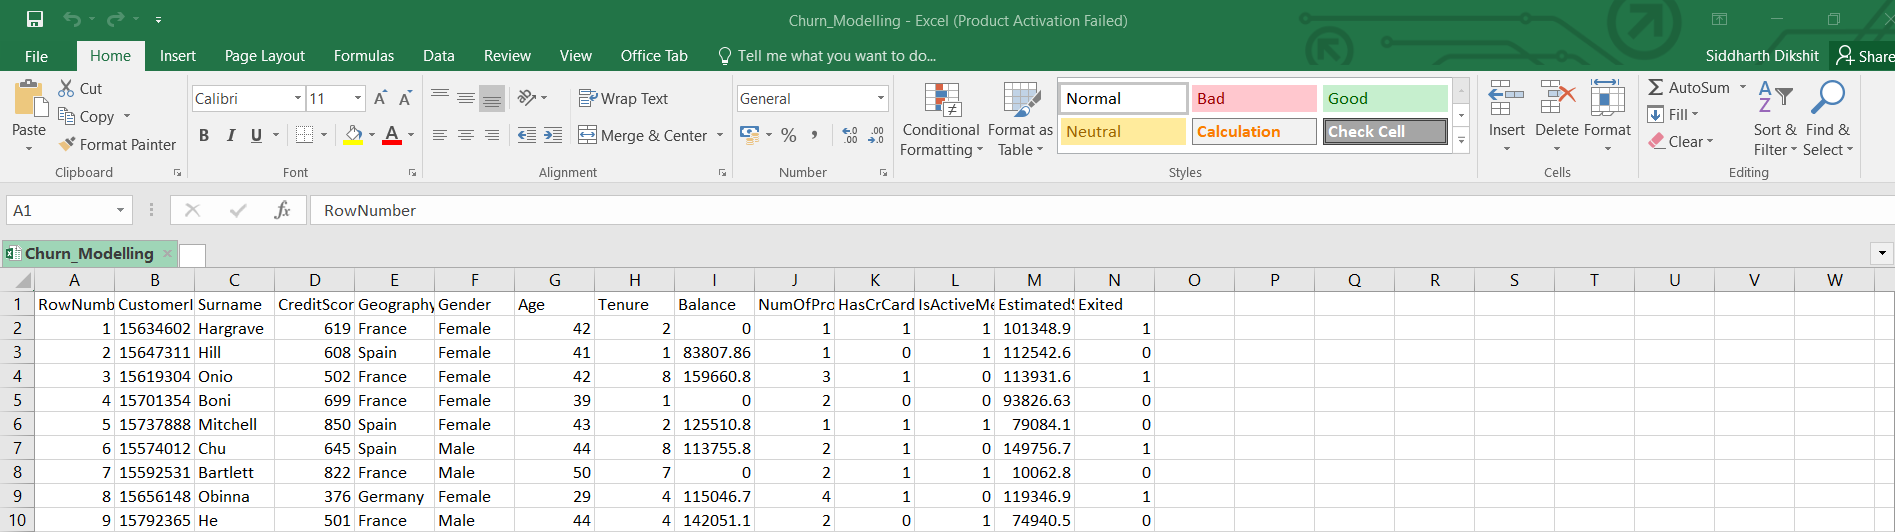 Churn_Modelling - Excel (Product Activation Failed)
File Home Insert Page Layout Formulas Data Review View Office Tab Tell me what you want to do... Siddharth Dikshit Share
Paste
Cut
Copy
Format Painter
Clipboard
Calibri 11
B I U
Font
Wrap Text
Merge & Center
Alignment
General
% ,
Number
Conditional Formatting
Format as Table
Normal Bad Good
Neutral Calculation Check Cell
Styles
Insert Delete Format
Cells
AutoSum
Fill
Clear
Sort & Filter
Find & Select
Editing
A1 fx RowNumber
Churn_Modelling
A B C D E F G H I J K L M N O P Q R S T U V W
1 RowNumb CustomerI Surname CreditScor Geography Gender Age Tenure Balance NumOfPro HasCrCard IsActiveMe EstimatedS Exited
2 1 15634602 Hargrave 619 France Female 42 2 0 1 1 1 101348.9 1
3 2 15647311 Hill 608 Spain Female 41 1 83807.86 1 0 1 112542.6 0
4 3 15619304 Onio 502 France Female 42 8 159660.8 3 1 0 113931.6 1
5 4 15701354 Boni 699 France Female 39 1 0 2 0 0 93826.63 0
6 5 15737888 Mitchell 850 Spain Female 43 2 125510.8 1 1 1 79084.1 0
7 6 15574012 Chu 645 Spain Male 44 8 113755.8 2 1 0 149756.7 1
8 7 15592531 Bartlett 822 France Male 50 7 0 2 1 1 10062.8 0
9 8 15656148 Obinna 376 Germany Female 29 4 115046.7 4 1 0 119346.9 1
10 9 15792365 He 501 France Male 44 4 142051.1 2 0 1 74940.5 0